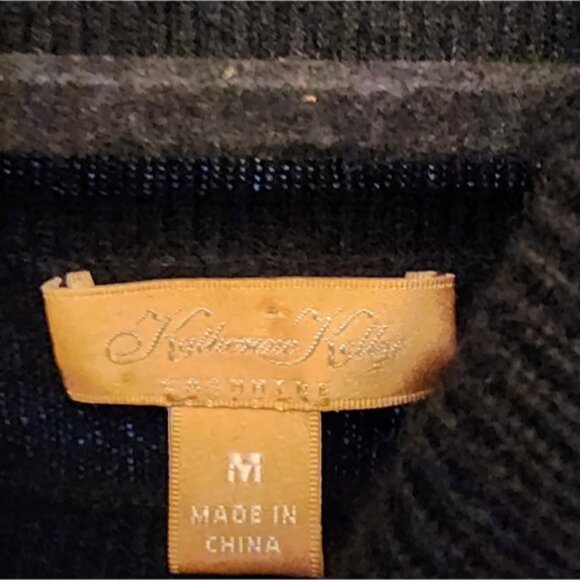 Katherine Kelly
CASHMERE
M
MADE IN
CHINA